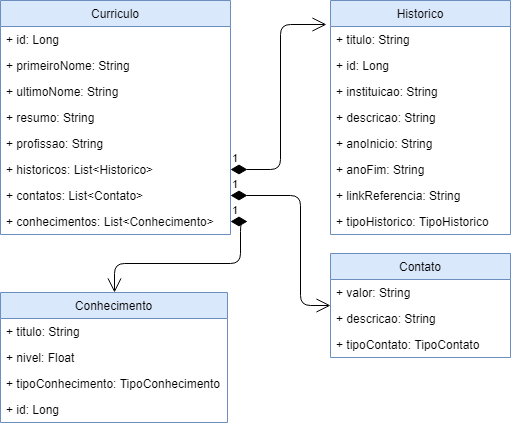 Curriculo
+ id: Long
+ primeiroNome: String
+ ultimoNome: String
+ resumo: String
+ profissao: String
+ historicos: List<Historico>
+ contatos: List<Contato>
+ conhecimentos: List<Conhecimento>
1
1
1
Historico
+ titulo: String
+ id: Long
+ instituicao: String
+ descricao: String
+ anoInicio: String
+ anoFim: String
+ linkReferencia: String
+ tipoHistorico: TipoHistorico
Contato
+ valor: String
+ descricao: String
+ tipoContato: TipoContato
Conhecimento
+ titulo: String
+ nivel: Float
+ tipoConhecimento: TipoConhecimento
+ id: Long